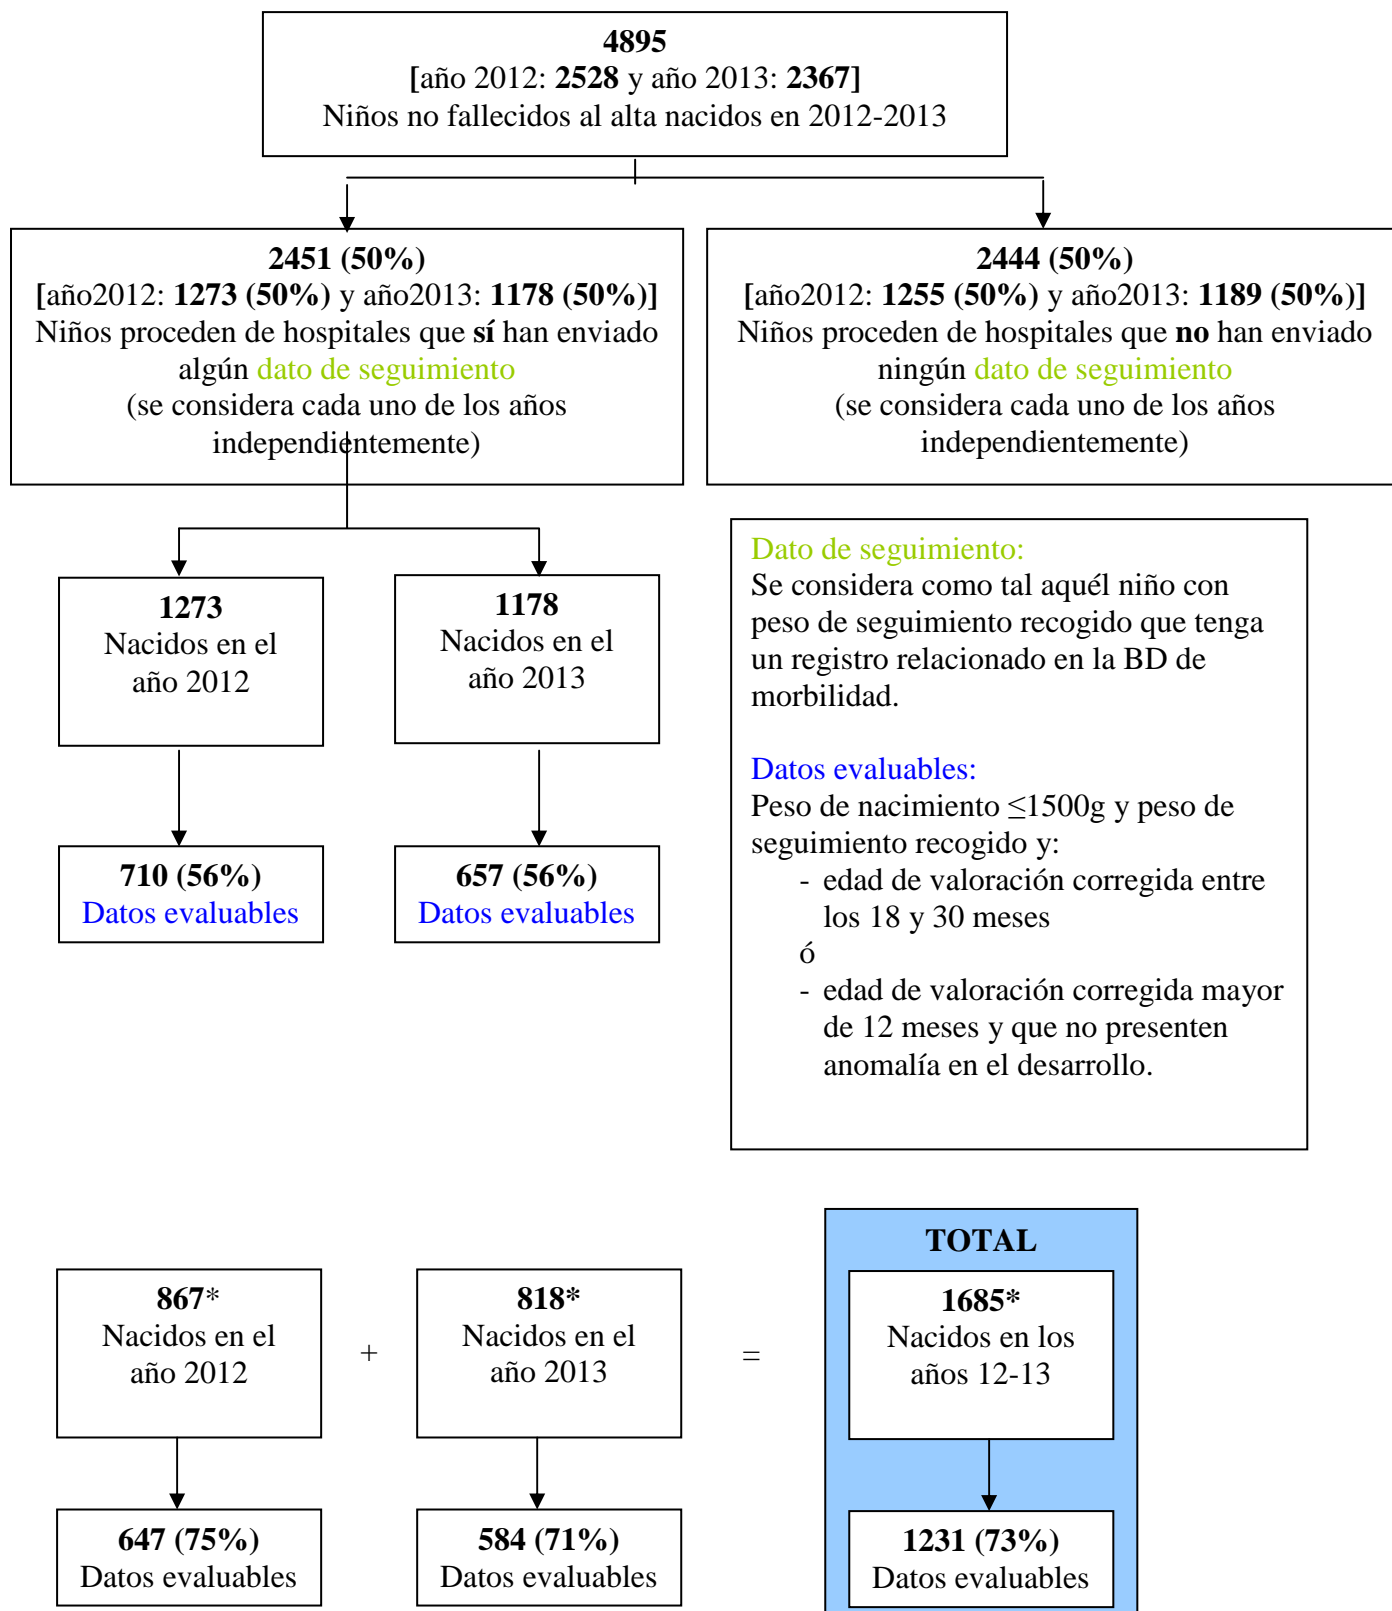 4895
[año 2012: 2528 y año 2013: 2367]
Niños no fallecidos al alta nacidos en 2012-2013
2451 (50%)
[año2012: 1273 (50%) y año2013: 1178 (50%)]
Niños proceden de hospitales que sí han enviado
algún dato de seguimiento
(se considera cada uno de los años
independientemente)
2444 (50%)
[año2012: 1255 (50%) y año2013: 1189 (50%)]
Niños proceden de hospitales que no han enviado
ningún dato de seguimiento
(se considera cada uno de los años
independientemente)
1273
Nacidos en el
año 2012
1178
Nacidos en el
año 2013
710 (56%)
Datos evaluables
657 (56%)
Datos evaluables
Dato de seguimiento:
Se considera como tal aquél niño con
peso de seguimiento recogido que tenga
un registro relacionado en la BD de
morbilidad.
Datos evaluables:
Peso de nacimiento ≤1500g y peso de
seguimiento recogido y:
- edad de valoración corregida entre
los 18 y 30 meses
ó
- edad de valoración corregida mayor
de 12 meses y que no presenten
anomalía en el desarrollo.
867*
Nacidos en el
año 2012
+
818*
Nacidos en el
año 2013
=
TOTAL
1685*
Nacidos en los
años 12-13
647 (75%)
Datos evaluables
584 (71%)
Datos evaluables
1231 (73%)
Datos evaluables